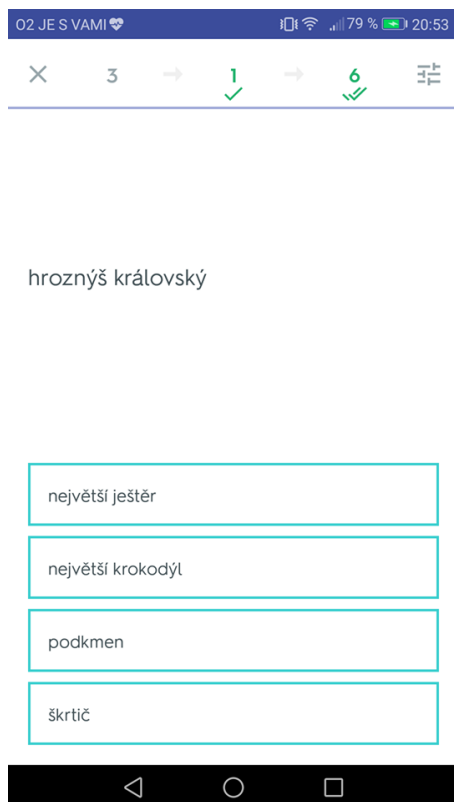 O2 JE S VAMI 79 % 20:53
3 1 6
hroznýš královský
největší ještěr
největší krokodýl
podkmen
škrtič